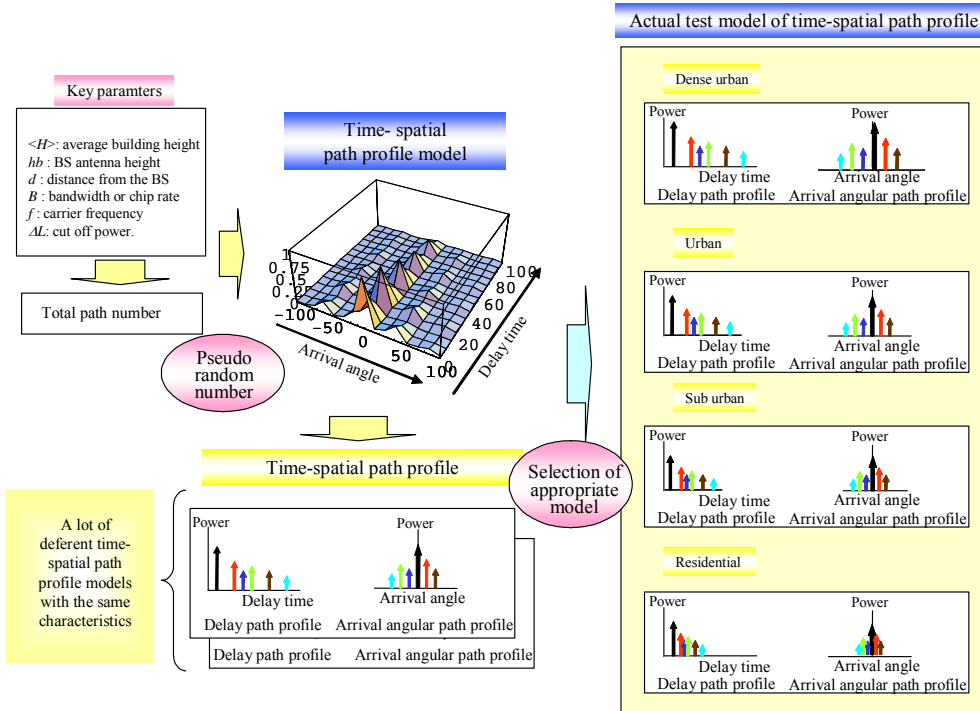 Actual test model of time-spatial path profile
Key paramters
<H>: average building height
hb : BS antenna height
d : distance from the BS
B : bandwidth or chip rate
f : carrier frequency
ΔL: cut off power.
Total path number
Time- spatial
path profile model
1
0.75
0.5
0.25
0
-100
-50
0
50
100
Arrival angle
0
20
40
60
80
100
Delay time
Pseudo
random
number
Time-spatial path profile
Selection of
appropriate
model
A lot of
deferent time-
spatial path
profile models
with the same
characteristics
Power
Delay time
Delay path profile
Power
Arrival angle
Arrival angular path profile
Delay path profile
Arrival angular path profile
Dense urban
Power
Delay time
Delay path profile
Power
Arrival angle
Arrival angular path profile
Urban
Power
Delay time
Delay path profile
Power
Arrival angle
Arrival angular path profile
Sub urban
Power
Delay time
Delay path profile
Power
Arrival angle
Arrival angular path profile
Residential
Power
Delay time
Delay path profile
Power
Arrival angle
Arrival angular path profile